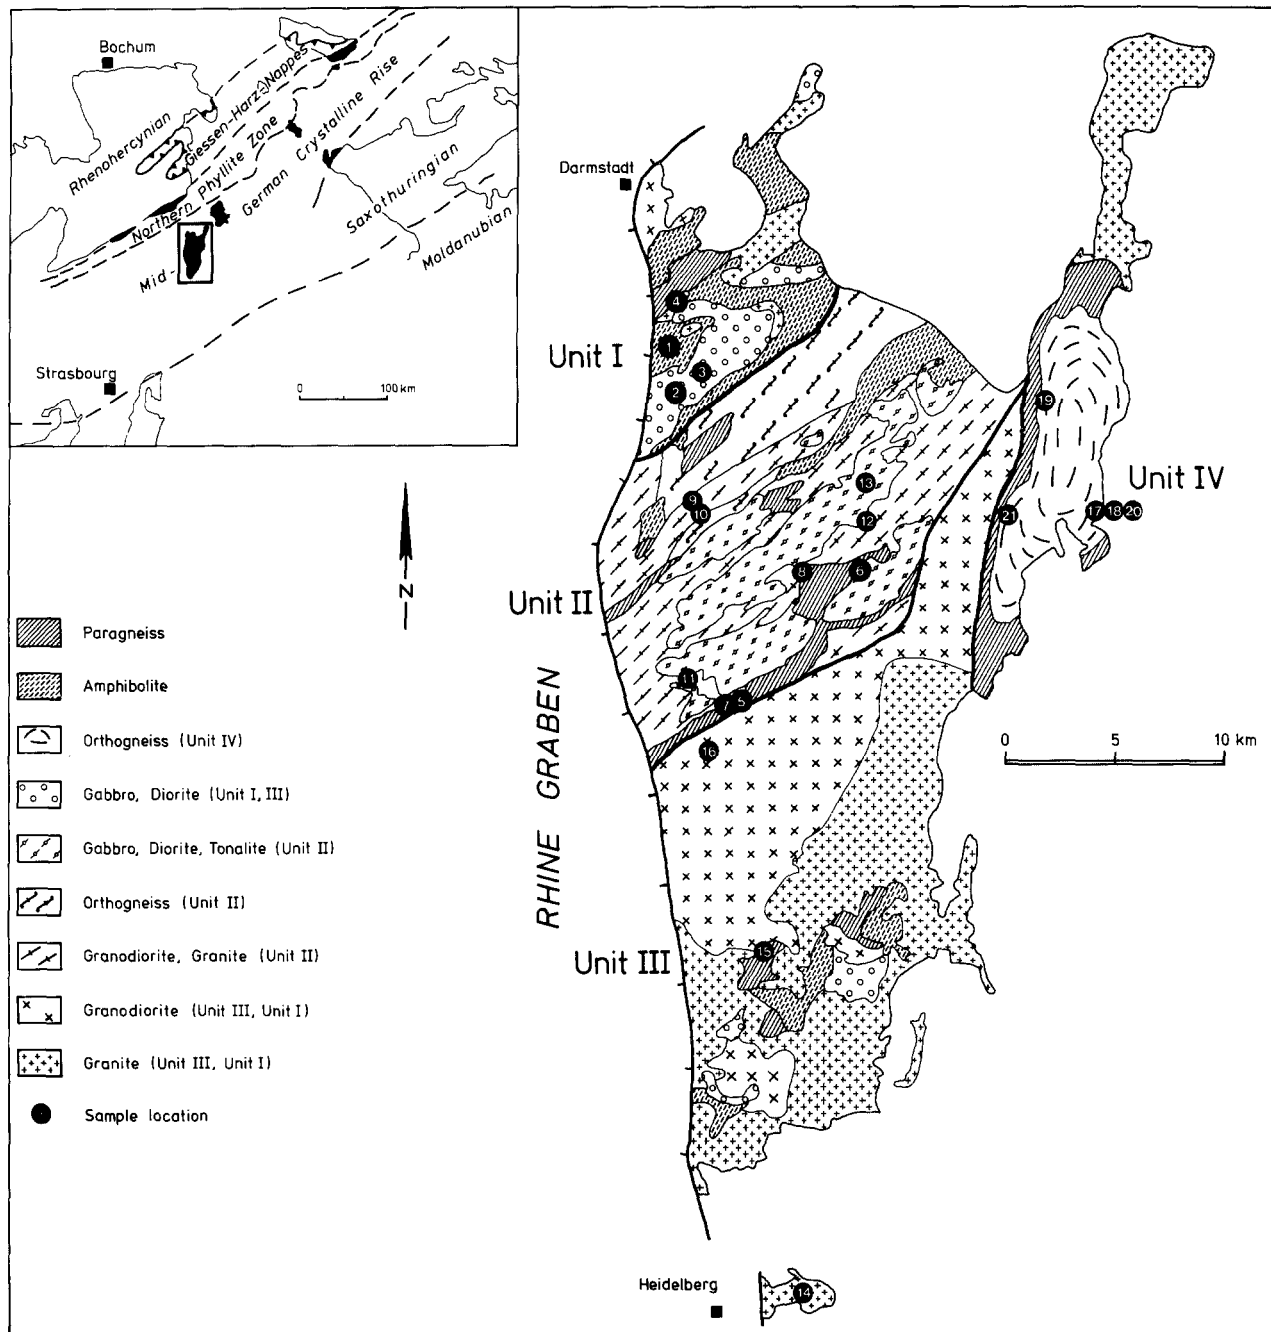 Bochum
Rhenohercynian
Giessen-Harz-Nappes
Northern Phyllite Zone
Mid-German Crystalline Rise
Saxothuringian
Moldanubian
Strasbourg
0 100 km
Darmstadt
Unit I
4
1
3
2
Unit II
9
10
13
12
8
6
11
7
5
Unit IV
19
21
17 18 20
N
RHINE GRABEN
0 5 10 km
16
Unit III
15
Paragneiss
Amphibolite
Orthogneiss (Unit IV)
Gabbro, Diorite (Unit I, III)
Gabbro, Diorite, Tonalite (Unit II)
Orthogneiss (Unit II)
Granodiorite, Granite (Unit II)
Granodiorite (Unit III, Unit I)
Granite (Unit III, Unit I)
Sample location
Heidelberg
14